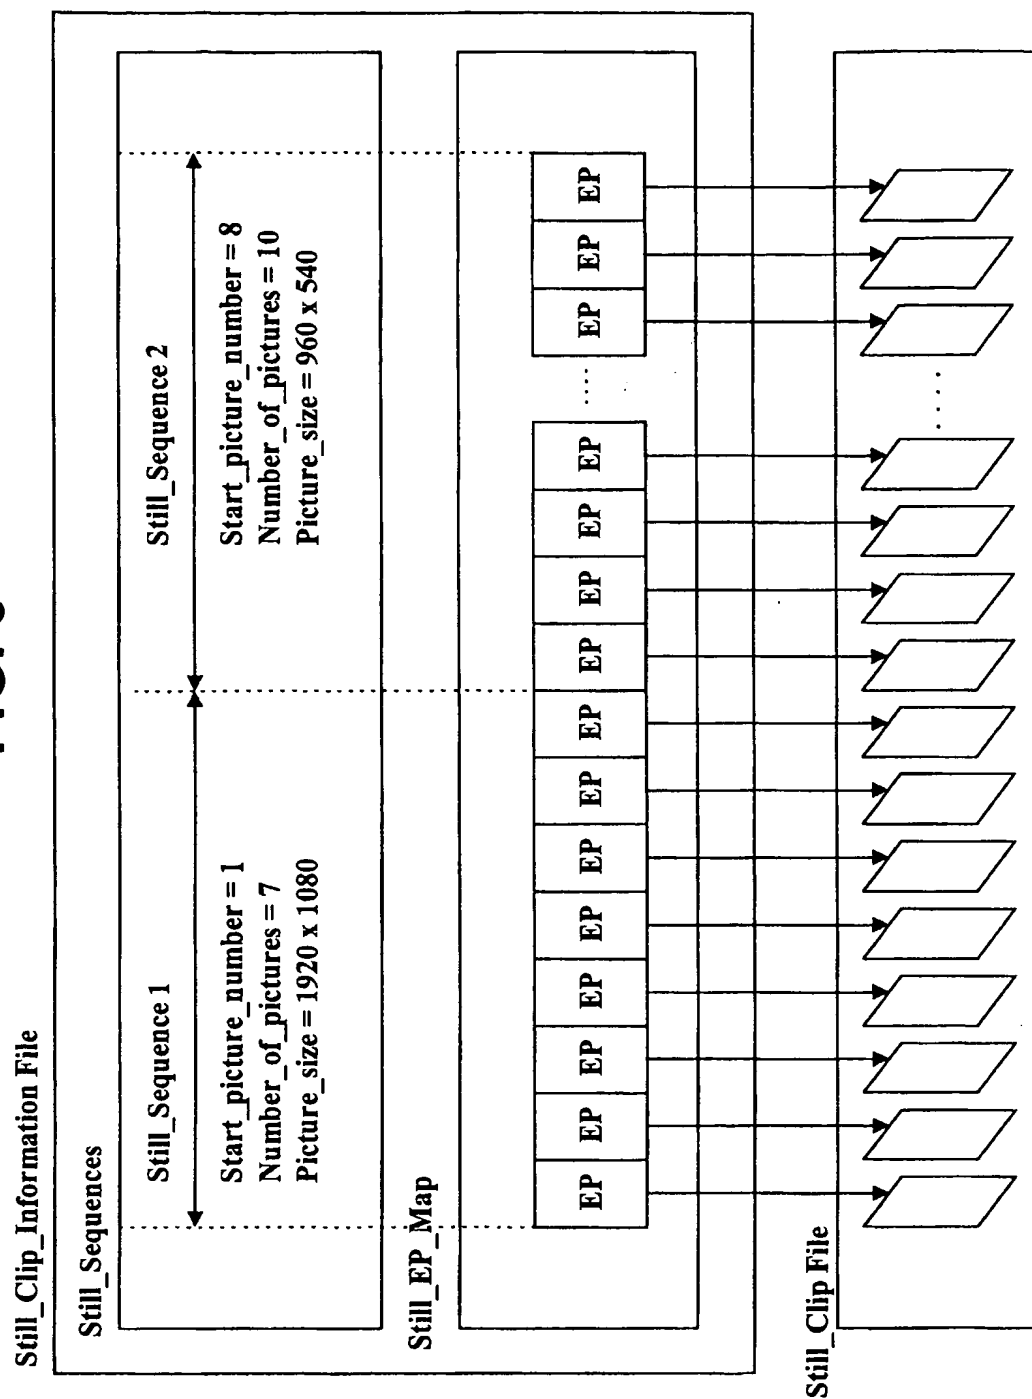 Still_Clip_Information File
Still_Sequences
Still_Sequence 1
Start_picture_number = 1
Number_of_pictures = 7
Picture_size = 1920 x 1080
Still_Sequence 2
Start_picture_number = 8
Number_of_pictures = 10
Picture_size = 960 x 540
Still_EP_Map
EP EP EP EP EP EP EP EP EP EP EP EP ..... EP EP EP
Still_Clip File